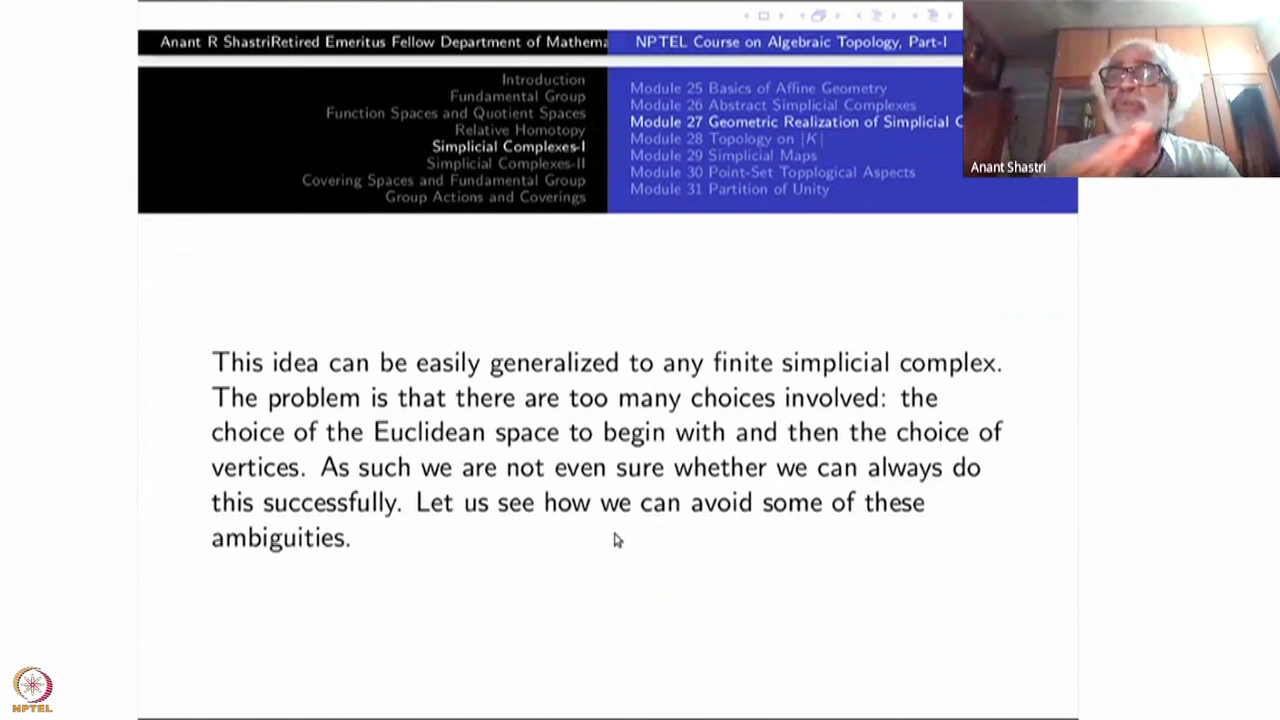 Anant R ShastriRetired Emeritus Fellow Department of Mathema
NPTEL Course on Algebraic Topology, Part-I
Introduction
Fundamental Group
Function Spaces and Quotient Spaces
Relative Homotopy
Simplicial Complexes-I
Simplicial Complexes-II
Covering Spaces and Fundamental Group
Group Actions and Coverings
Module 25 Basics of Affine Geometry
Module 26 Abstract Simplicial Complexes
Module 27 Geometric Realization of Simplicial C
Module 28 Topology on |K|
Module 29 Simplicial Maps
Module 30 Point-Set Topplogical Aspects
Module 31 Partition of Unity
Anant Shastri
This idea can be easily generalized to any finite simplicial complex.
The problem is that there are too many choices involved: the
choice of the Euclidean space to begin with and then the choice of
vertices. As such we are not even sure whether we can always do
this successfully. Let us see how we can avoid some of these
ambiguities.
NPTEL